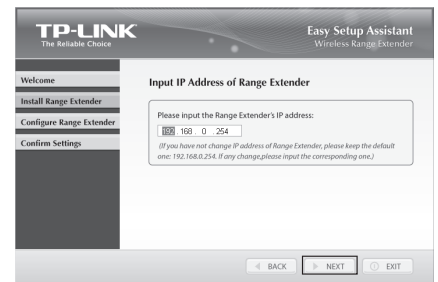 TP-LINK®
The Reliable Choice
Easy Setup Assistant
Wireless Range Extender
Welcome
Install Range Extender
Configure Range Extender
Confirm Settings
Input IP Address of Range Extender
Please input the Range Extender's IP address:
192 . 168 . 0 . 254
(If you have not change IP address of Range Extender, please keep the default
one: 192.168.0.254. If any change,please input the corresponding one.)
BACK
NEXT
EXIT